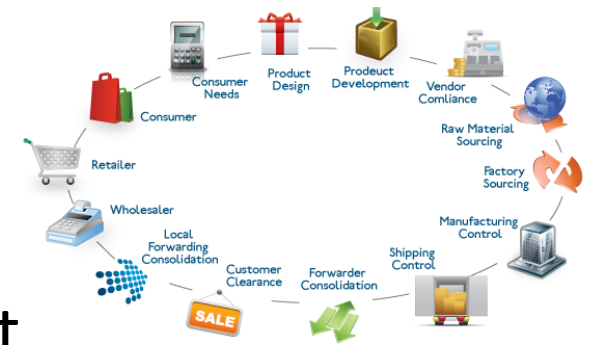 Consumer
Needs
Product
Design
Prodeuct
Development
Vendor
Comliance
Raw Material
Sourcing
Factory
Sourcing
Manufacturing
Control
Shipping
Control
Forwarder
Consolidation
Customer
Clearance
SALE
Local
Forwarding
Consolidation
Wholesaler
Retailer
Consumer
t